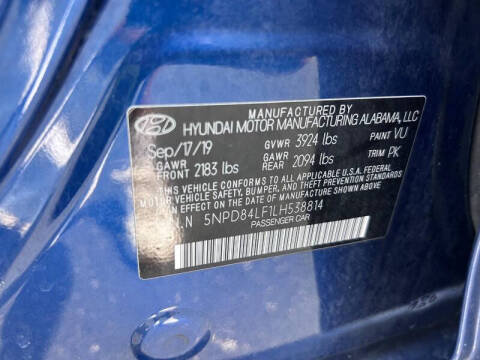 MANUFACTURED BY
HYUNDAI MOTOR MANUFACTURING ALABAMA, LLC
Sep/17/19 GVWR 3924 lbs PAINT VU
GAWR FRONT 2183 lbs GAWR REAR 2094 lbs TRIM PK
THIS VEHICLE CONFORMS TO ALL APPLICABLE U.S.A FEDERAL
MOTOR VEHICLE SAFETY, BUMPER, AND THEFT PREVENTION
STANDARDS IN EFFECT ON THE DATE OF MANUFACTURE SHOWN ABOVE.
5NPD84LF1LH538814
PASSENGER CAR